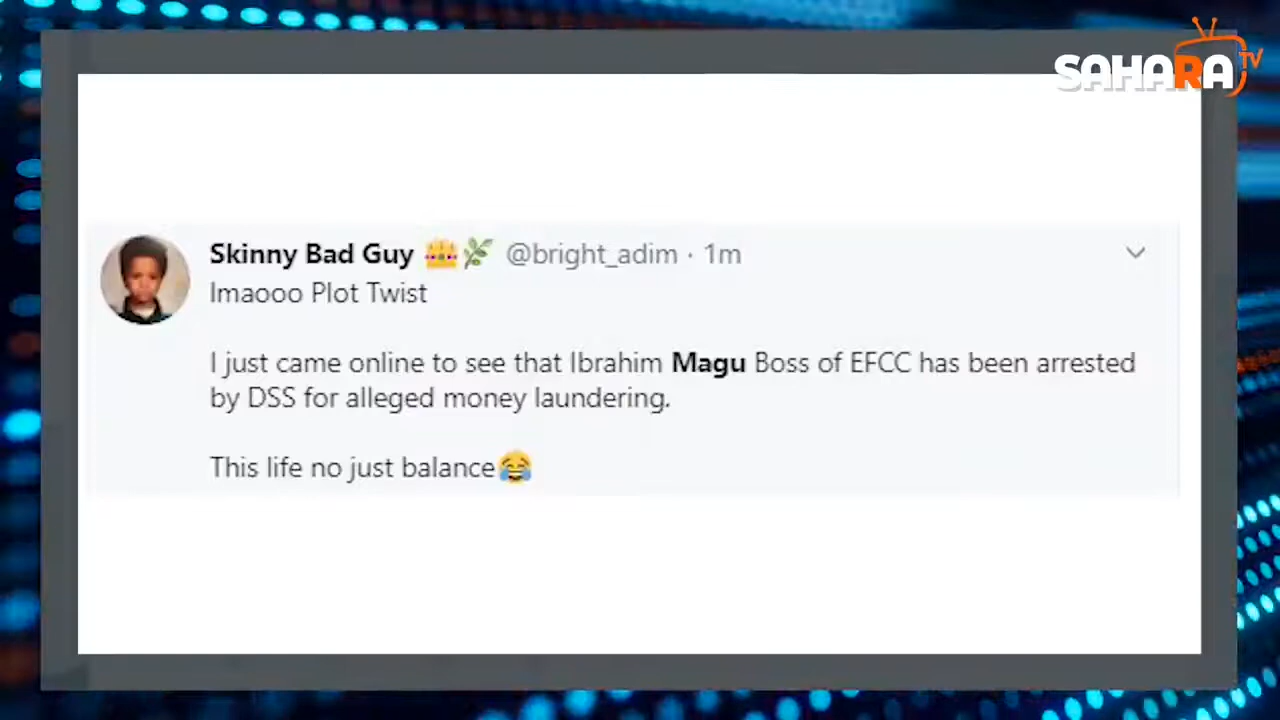 SAHARA TV
Skinny Bad Guy 👑🌿 @bright_adim · 1m
lmaooo Plot Twist
I just came online to see that Ibrahim Magu Boss of EFCC has been arrested
by DSS for alleged money laundering.
This life no just balance😂